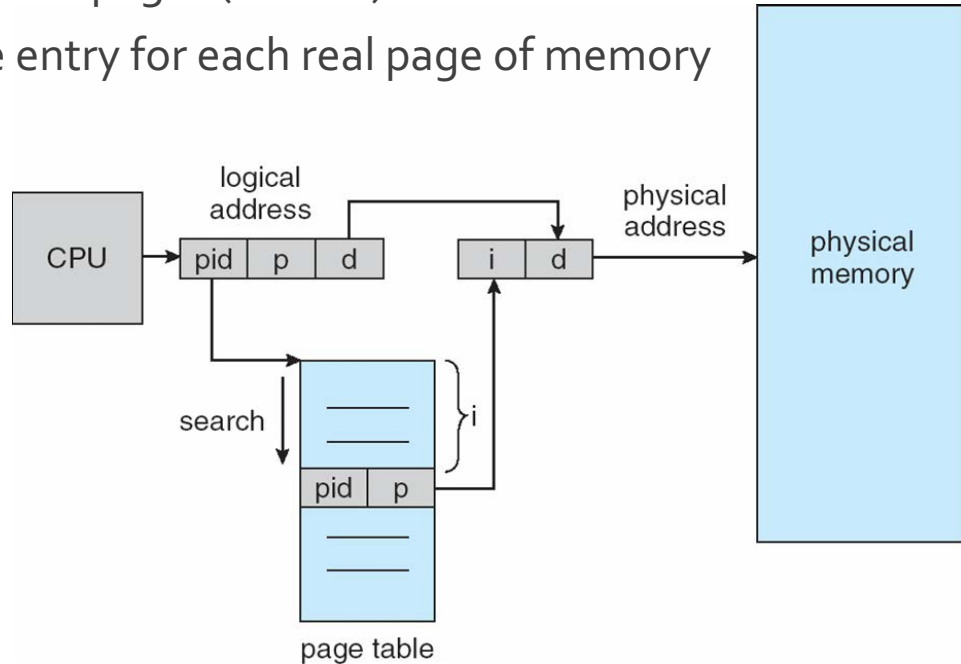 entry for each real page of memory
logical
address
physical
address
CPU
pid p d
i d
physical
memory
search
i
pid p
page table